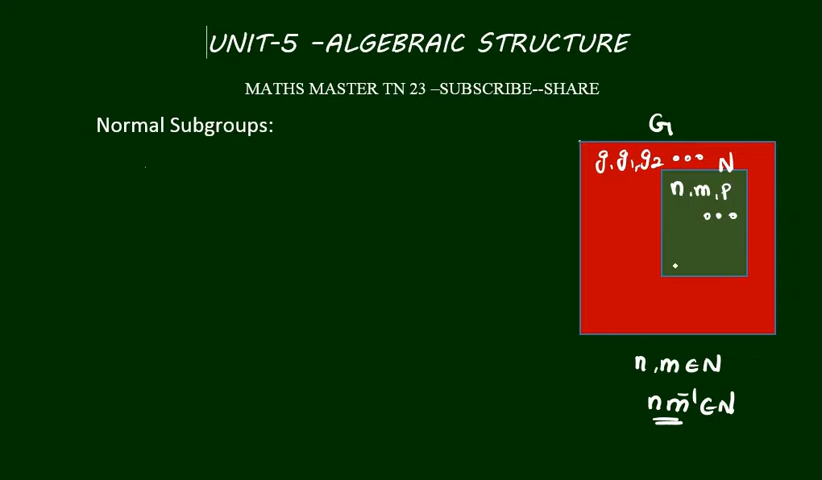 UNIT-5 –ALGEBRAIC STRUCTURE
MATHS MASTER TN 23 –SUBSCRIBE--SHARE
Normal Subgroups:
G
g, g₁, g₂ ∘∘∘ N
n, m, p
∘∘∘
n, m ∈ N
nm⁻¹ ∈ N